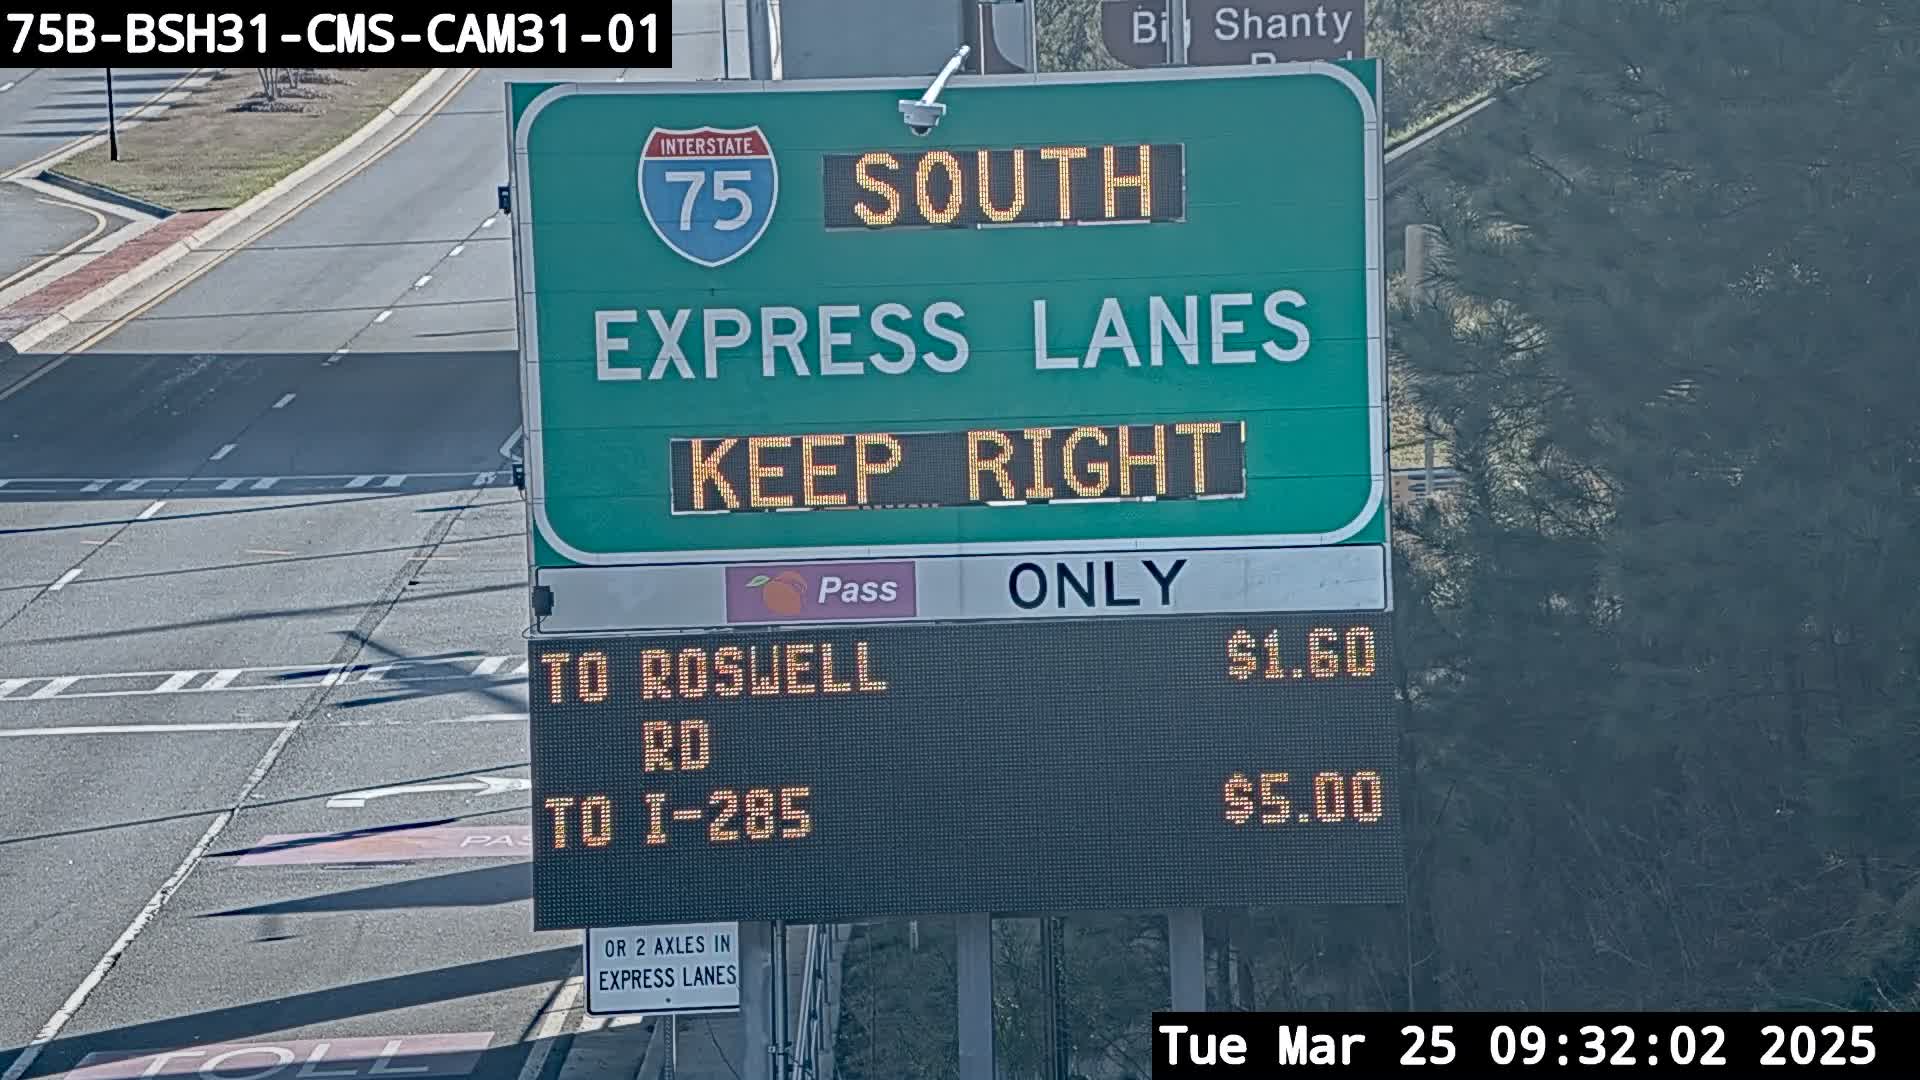 75B-BSH31-CMS-CAM31-01
Big Shanty
Road
INTERSTATE
75
SOUTH
EXPRESS LANES
KEEP RIGHT
Pass ONLY
TO ROSWELL $1.60
RD
TO I-285 $5.00
PAS
OR 2 AXLES IN
EXPRESS LANES
TOLL
Tue Mar 25 09:32:02 2025